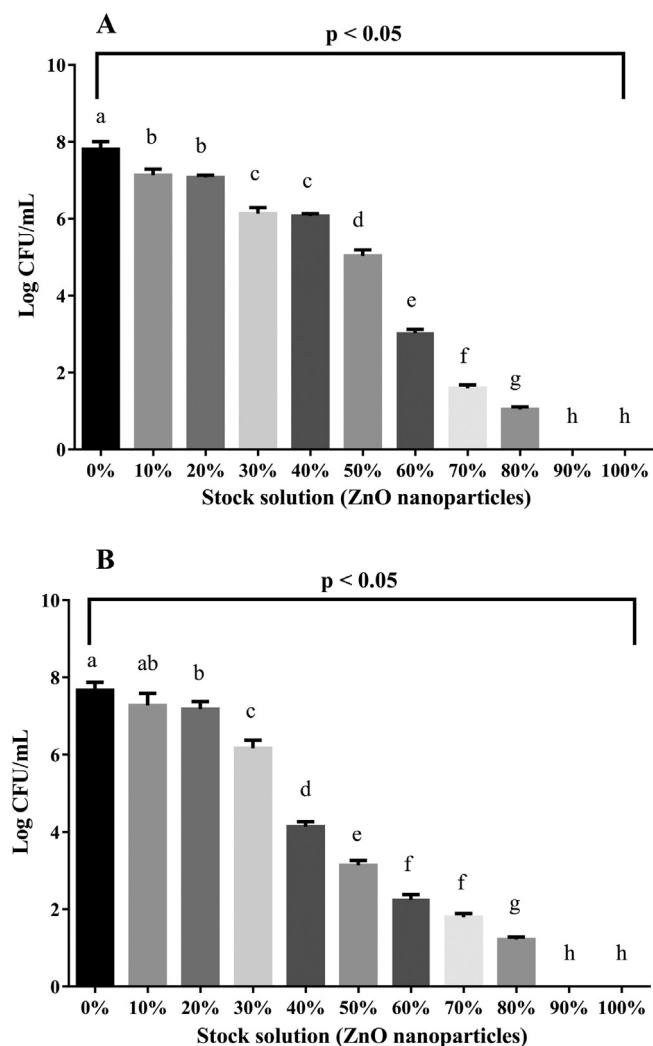 A
p < 0.05
10
8
6
4
2
0
Log CFU/mL
a
b
b
c
c
d
e
f
g
h
h
0% 10% 20% 30% 40% 50% 60% 70% 80% 90% 100%
Stock solution (ZnO nanoparticles)
B
p < 0.05
10
8
6
4
2
0
Log CFU/mL
a
ab
b
c
d
e
f
f
g
h
h
0% 10% 20% 30% 40% 50% 60% 70% 80% 90% 100%
Stock solution (ZnO nanoparticles)